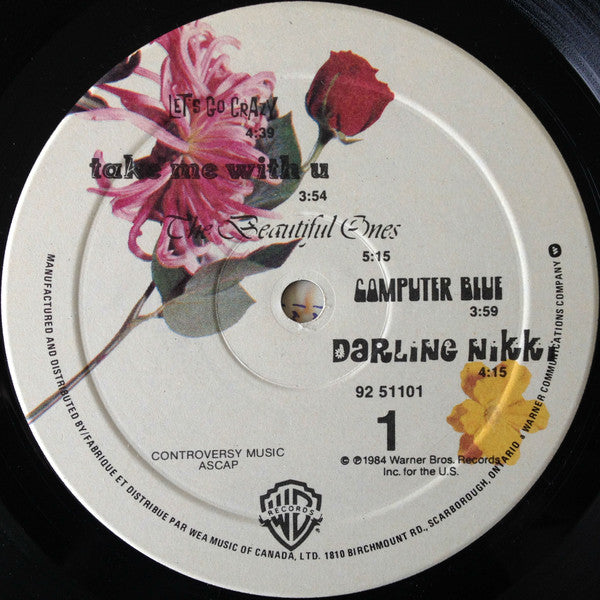 LET'S GO CRAZY
4:39
take me with u
3:54
The Beautiful Ones
5:15
COMPUTER BLUE
3:59
DARLING NIKKI
4:15
92 51101
1
CONTROVERSY MUSIC
ASCAP
© ℗1984 Warner Bros. Records
Inc. for the U.S.
WB
RECORDS
MANUFACTURED AND DISTRIBUTED BY/FABRIQUE ET DISTRIBUE PAR WEA MUSIC OF CANADA, LTD. 1810 BIRCHMOUNT RD., SCARBOROUGH, ONTARIO A WARNER COMMUNICATIONS COMPANY